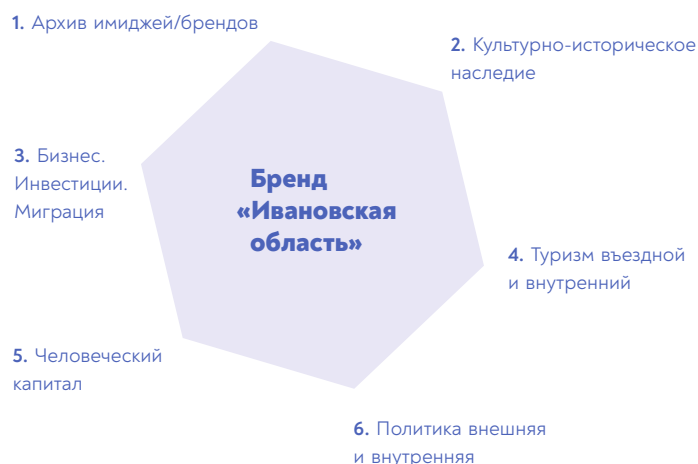 1. Архив имиджей/брендов
2. Культурно-историческое
наследие
3. Бизнес.
Инвестиции.
Миграция
Бренд
«Ивановская
область»
4. Туризм въездной
и внутренний
5. Человеческий
капитал
6. Политика внешняя
и внутренняя